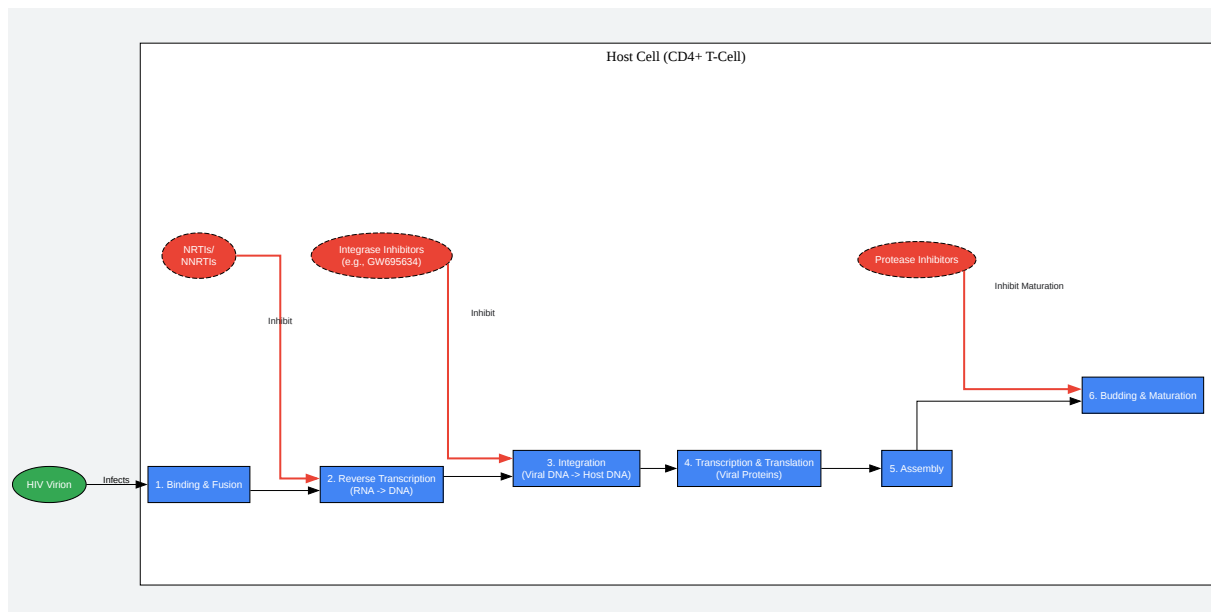 Host Cell (CD4+ T-Cell)
NRTIs/
NNRTIs
Integrase Inhibitors
(e.g., GW695634)
Protease Inhibitors
Inhibit
Inhibit
Inhibit Maturation
HIV Virion
Infects
1. Binding & Fusion
2. Reverse Transcription
(RNA -> DNA)
3. Integration
(Viral DNA -> Host DNA)
4. Transcription & Translation
(Viral Proteins)
5. Assembly
6. Budding & Maturation